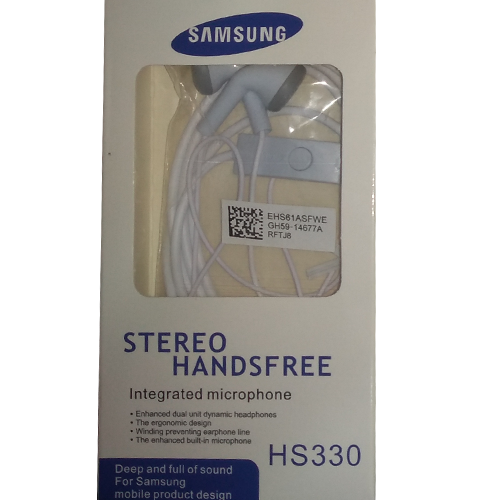 SAMSUNG
EHS61ASFWE
GH59-14677A
RFTJ8
STEREO
HANDSFREE
Integrated microphone
• Enhanced dual unit dynamic headphones
• The ergonomic design
• Winding preventing earphone line
• The enhanced built-in microphone
HS330
Deep and full of sound
For Samsung
mobile product design